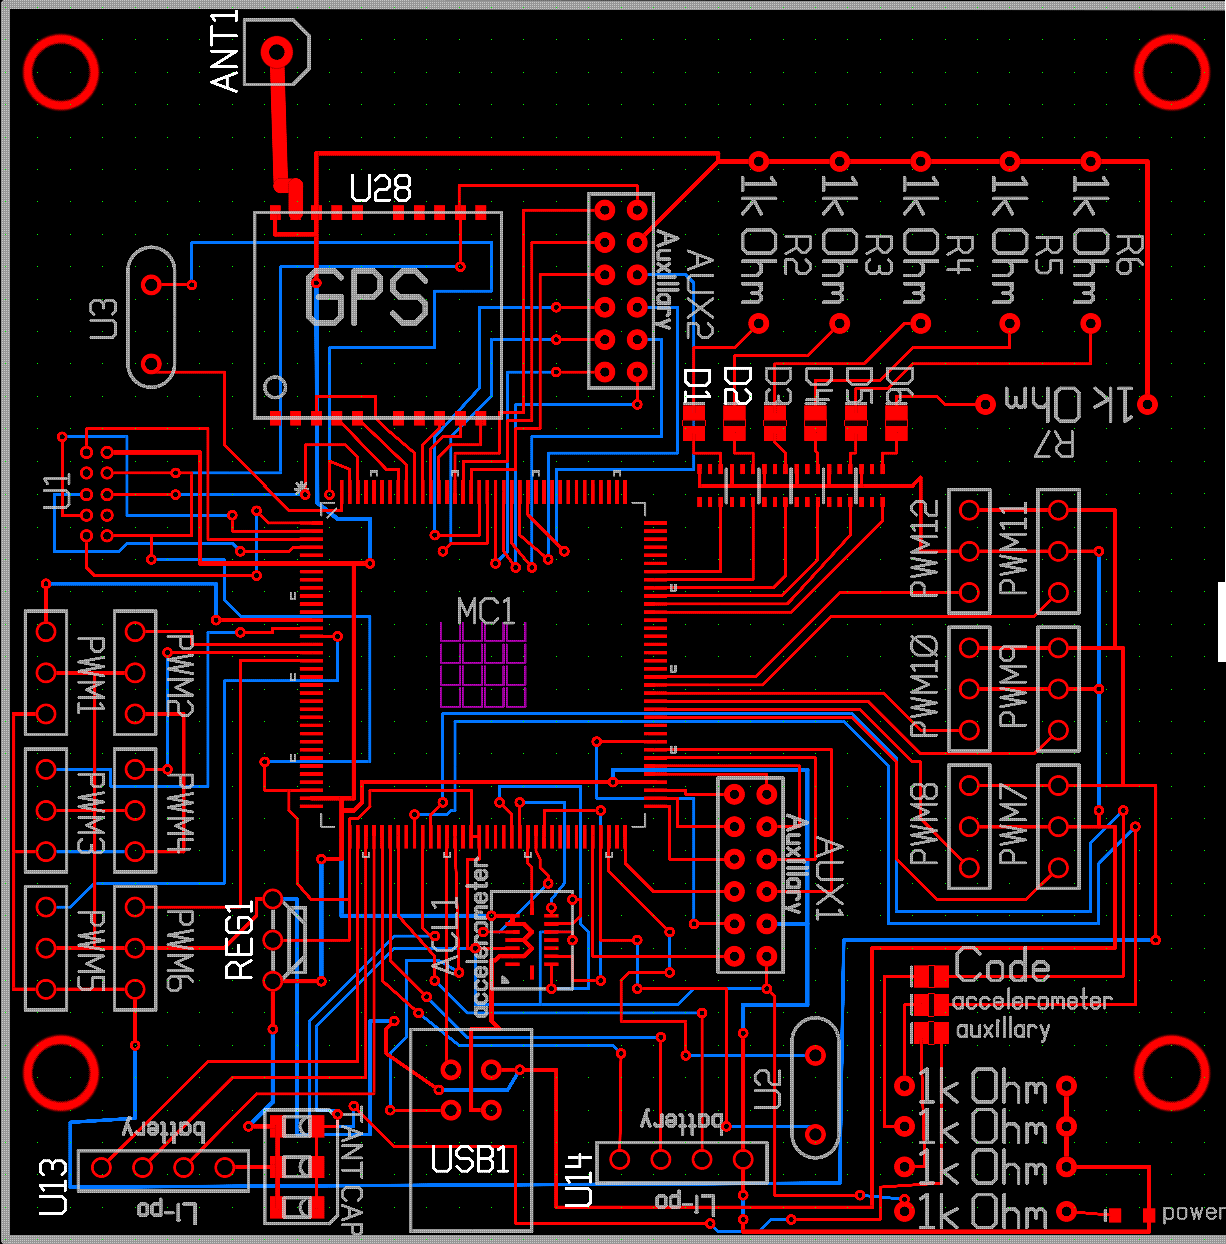 ANT1
U28
GPS
U3
Auxillary
AUX2
1k Ohm
R2
1k Ohm
R3
1k Ohm
R4
1k Ohm
R5
1k Ohm
R6
D1
D2
D3
D4
D5
D6
1k Ohm
R7
U1
MC1
PWM12
PWM11
PWM10
PWM9
PWM8
PWM7
PWM1
PWM2
PWM3
PWM4
PWM5
PWM6
REG1
ACL1
accelerometer
Auxillary
AUX1
Code
accelerometer
auxillary
U2
1k Ohm
1k Ohm
1k Ohm
1k Ohm
power
battery
U13
Li-po
TANT CAP
USB1
battery
U14
Li-po